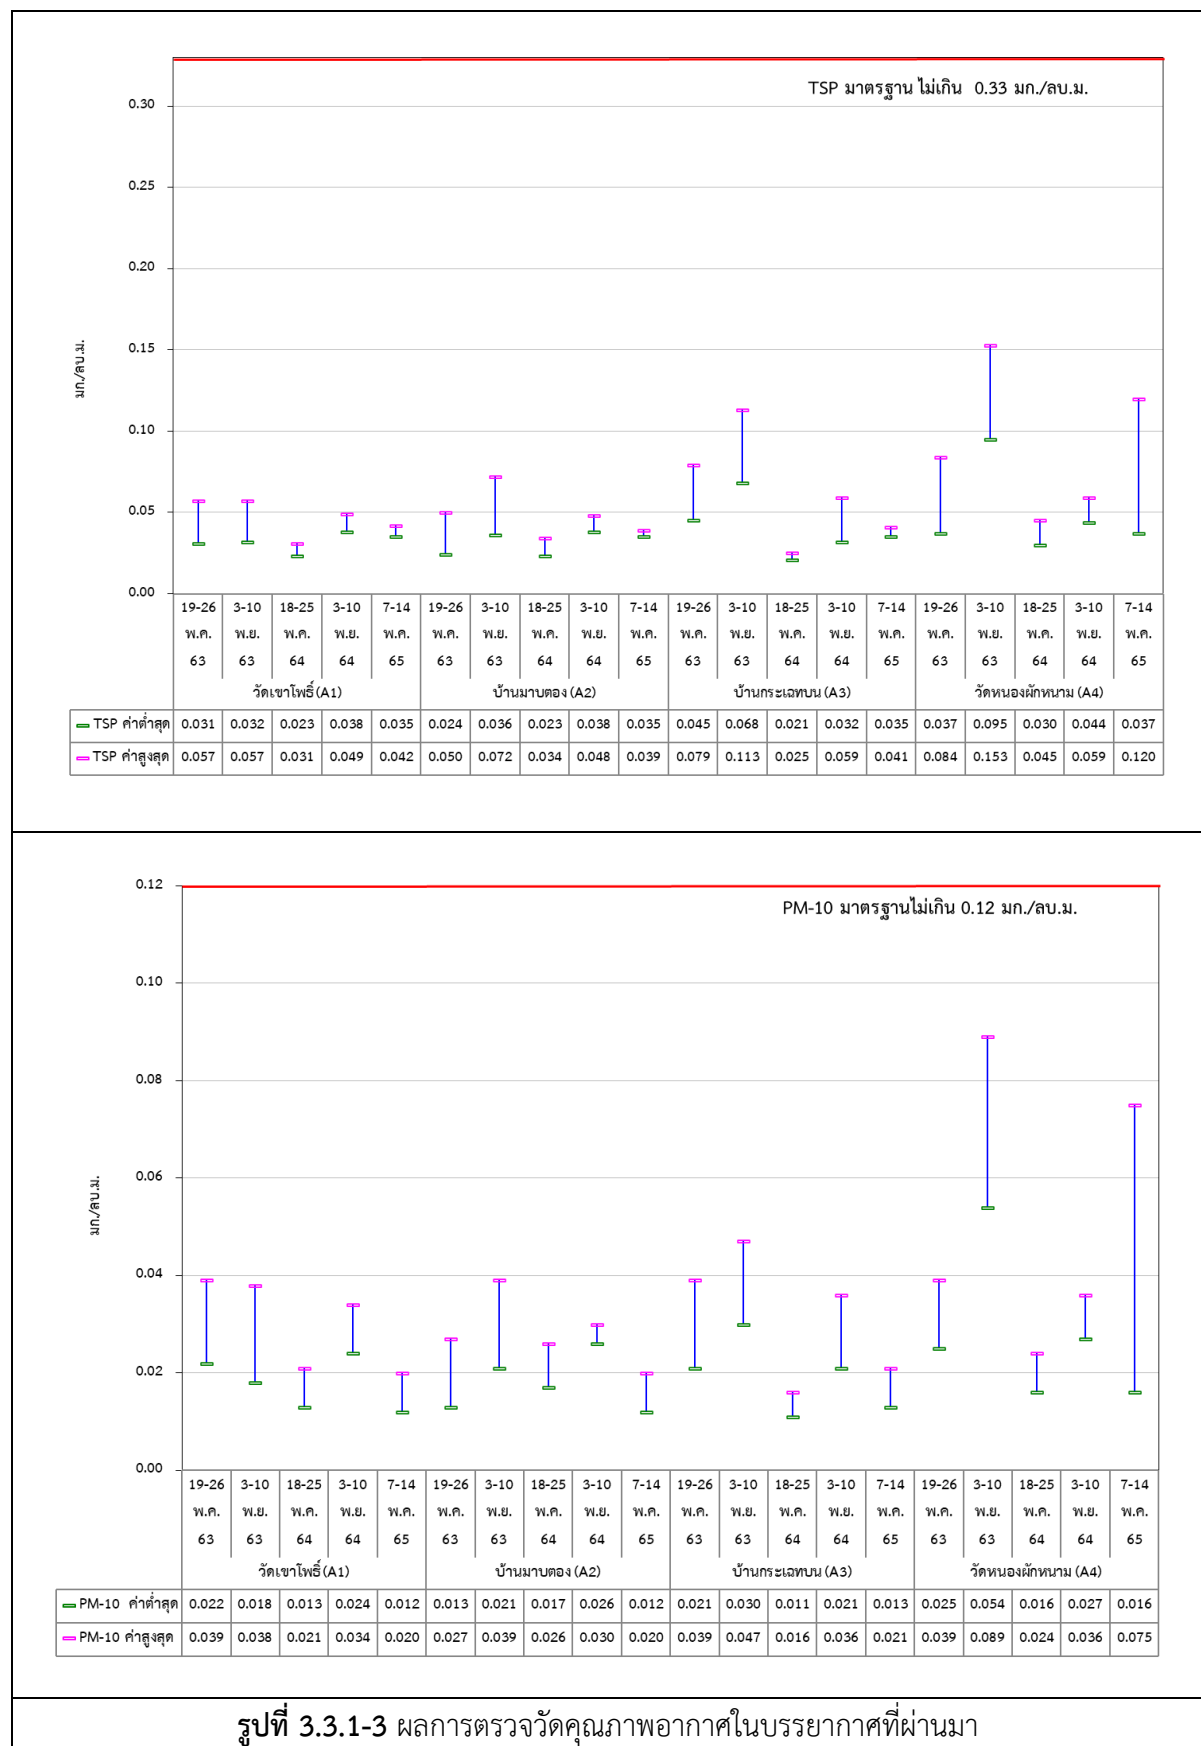 TSP มาตรฐาน ไม่เกิน 0.33 มก./ลบ.ม.
0.30
0.25
0.20
0.15
0.10
0.05
0.00
มก./ลบ.ม.
19-26 3-10 18-25 3-10 7-14 19-26 3-10 18-25 3-10 7-14 19-26 3-10 18-25 3-10 7-14 19-26 3-10 18-25 3-10 7-14
พ.ค. พ.ย. พ.ค. พ.ย. พ.ค. พ.ค. พ.ย. พ.ค. พ.ย. พ.ค. พ.ค. พ.ย. พ.ค. พ.ย. พ.ค. พ.ค. พ.ย. พ.ค. พ.ย. พ.ค.
63 63 64 64 65 63 63 64 64 65 63 63 64 64 65 63 63 64 64 65
วัดเขาโพธิ์ (A1) บ้านมาบตอง (A2) บ้านกระเฉทบน (A3) วัดหนองผักหนาม (A4)
TSP ค่าต่ำสุด 0.031 0.032 0.023 0.038 0.035 0.024 0.036 0.023 0.038 0.035 0.045 0.068 0.021 0.032 0.035 0.037 0.095 0.030 0.044 0.037
TSP ค่าสูงสุด 0.057 0.057 0.031 0.049 0.042 0.050 0.072 0.034 0.048 0.039 0.079 0.113 0.025 0.059 0.041 0.084 0.153 0.045 0.059 0.120
0.12
PM-10 มาตรฐานไม่เกิน 0.12 มก./ลบ.ม.
0.10
0.08
0.06
0.04
0.02
0.00
มก./ลบ.ม.
19-26 3-10 18-25 3-10 7-14 19-26 3-10 18-25 3-10 7-14 19-26 3-10 18-25 3-10 7-14 19-26 3-10 18-25 3-10 7-14
พ.ค. พ.ย. พ.ค. พ.ย. พ.ค. พ.ค. พ.ย. พ.ค. พ.ย. พ.ค. พ.ค. พ.ย. พ.ค. พ.ย. พ.ค. พ.ค. พ.ย. พ.ค. พ.ย. พ.ค.
63 63 64 64 65 63 63 64 64 65 63 63 64 64 65 63 63 64 64 65
วัดเขาโพธิ์ (A1) บ้านมาบตอง (A2) บ้านกระเฉทบน (A3) วัดหนองผักหนาม (A4)
PM-10 ค่าต่ำสุด 0.022 0.018 0.013 0.024 0.012 0.013 0.021 0.017 0.026 0.012 0.021 0.030 0.011 0.021 0.013 0.025 0.054 0.016 0.027 0.016
PM-10 ค่าสูงสุด 0.039 0.038 0.021 0.034 0.020 0.027 0.039 0.026 0.030 0.020 0.039 0.047 0.016 0.036 0.021 0.039 0.089 0.024 0.036 0.075
รูปที่ 3.3.1-3 ผลการตรวจวัดคุณภาพอากาศในบรรยากาศที่ผ่านมา